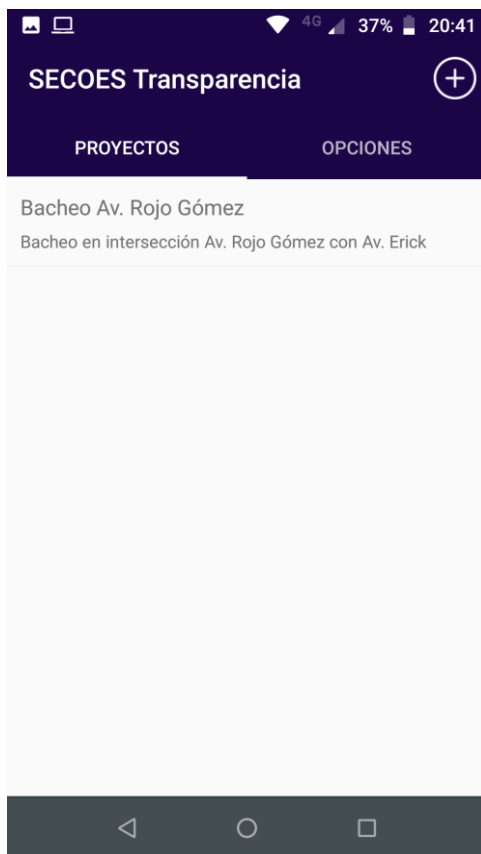 4G 37% 20:41
SECOES Transparencia
PROYECTOS OPCIONES
Bacheo Av. Rojo Gómez
Bacheo en intersección Av. Rojo Gómez con Av. Erick